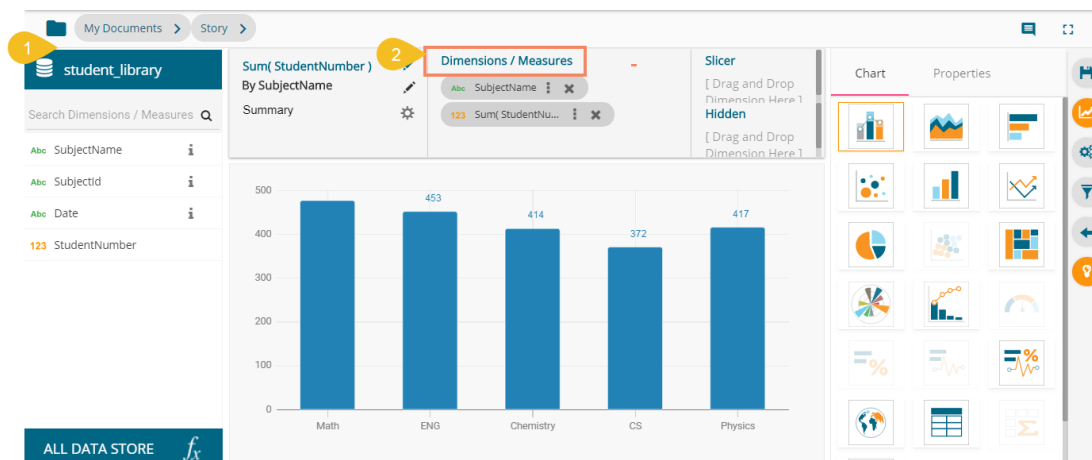 My Documents > Story >
1
student_library
Search Dimensions / Measures
Abc SubjectName i
Abc SubjectId i
Abc Date i
123 StudentNumber
ALL DATA STORE fx
Sum( StudentNumber )
By SubjectName
Summary
2
Dimensions / Measures
-
Abc SubjectName
123 Sum( StudentNu...
Slicer
[ Drag and Drop
Dimension Here ]
Hidden
[ Drag and Drop
Dimension Here ]
500
400
300
200
100
0
453
414
372
417
Math ENG Chemistry CS Physics
Chart Properties
%
%
Σ